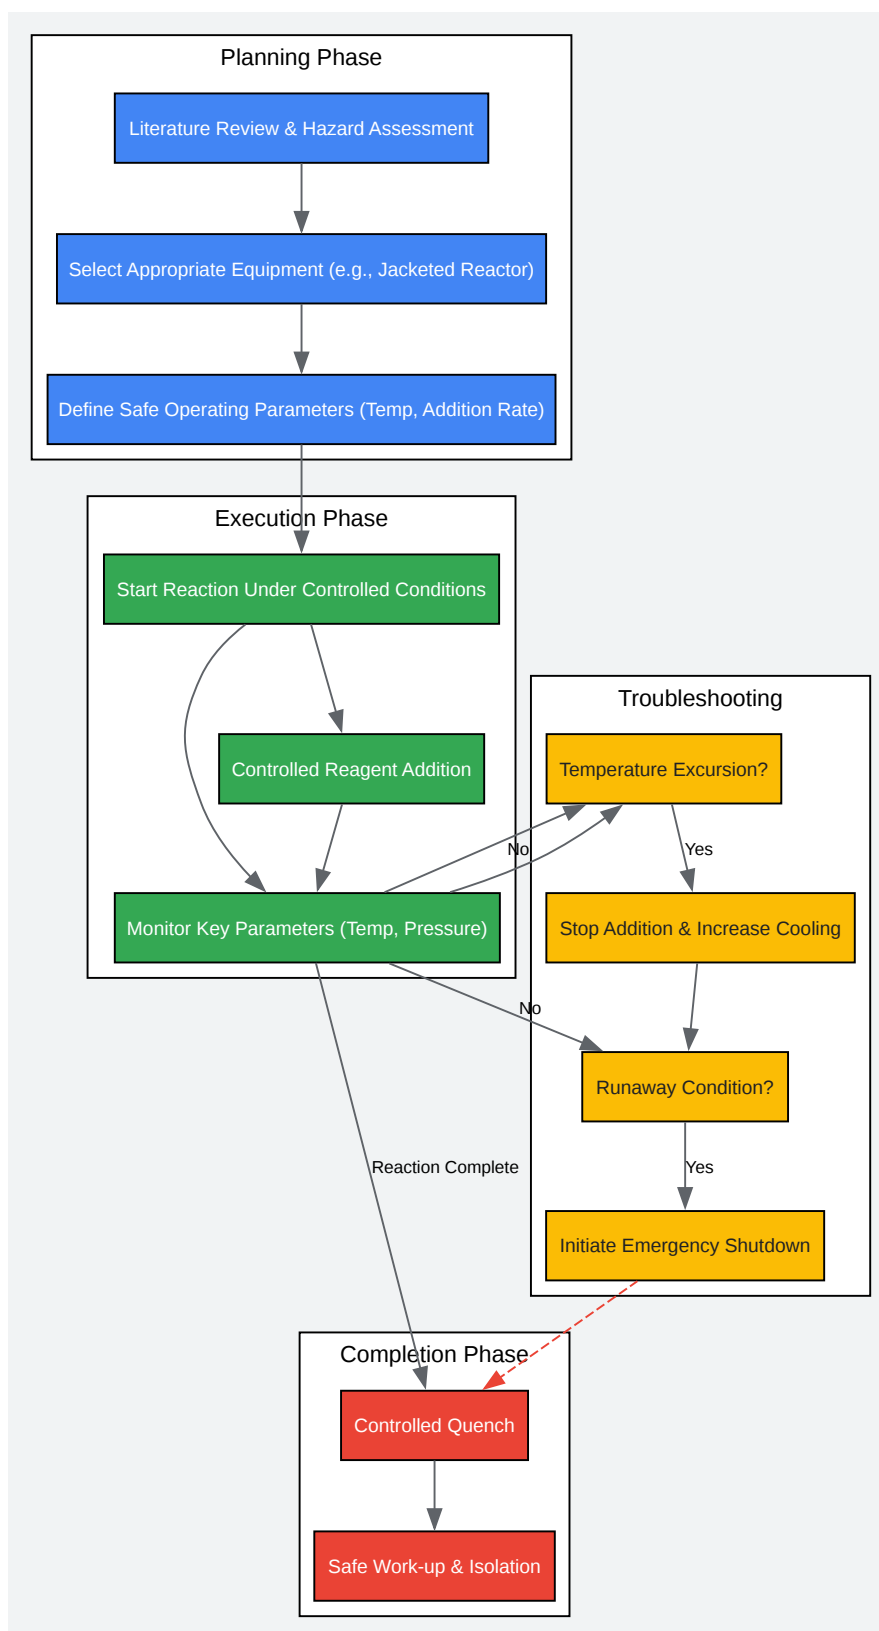 Planning Phase
Literature Review & Hazard Assessment
Select Appropriate Equipment (e.g., Jacketed Reactor)
Define Safe Operating Parameters (Temp, Addition Rate)
Execution Phase
Start Reaction Under Controlled Conditions
Troubleshooting
Controlled Reagent Addition
Temperature Excursion?
No
Yes
Monitor Key Parameters (Temp, Pressure)
Stop Addition & Increase Cooling
No
Runaway Condition?
Reaction Complete
Yes
Initiate Emergency Shutdown
Completion Phase
Controlled Quench
Safe Work-up & Isolation